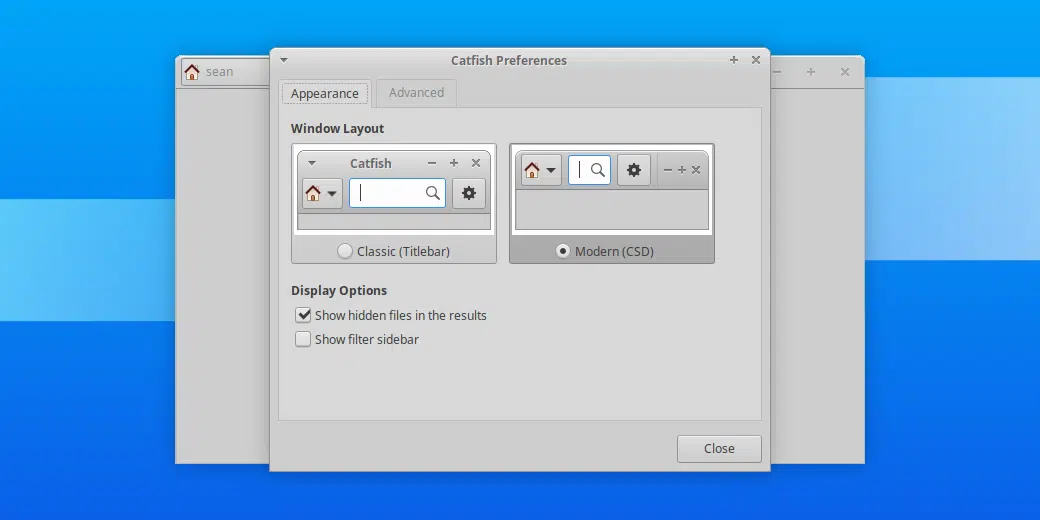 sean
Catfish Preferences
Appearance Advanced
Window Layout
Catfish
Classic (Titlebar) Modern (CSD)
Display Options
Show hidden files in the results
Show filter sidebar
Close